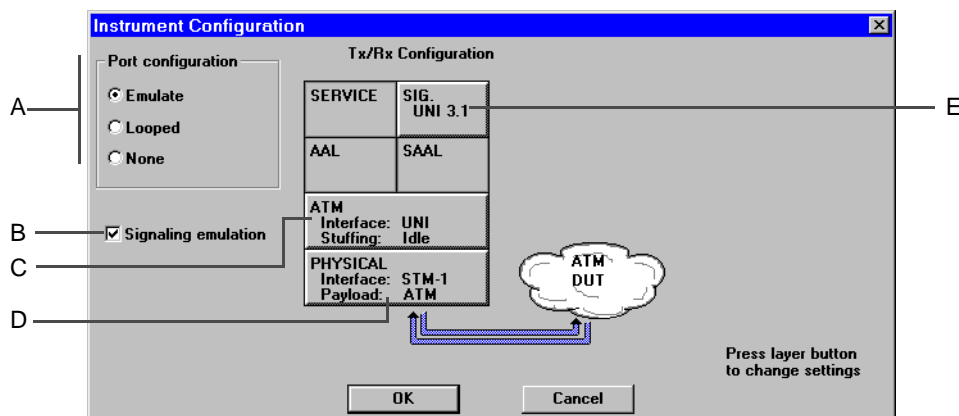 Instrument Configuration
Port configuration
Tx/Rx Configuration
A
Emulate
Looped
None
SERVICE
SIG.
UNI 3.1
E
AAL
SAAL
B
Signaling emulation
C
ATM
Interface: UNI
Stuffing: Idle
D
PHYSICAL
Interface: STM-1
Payload: ATM
ATM
DUT
Press layer button
to change settings
OK
Cancel